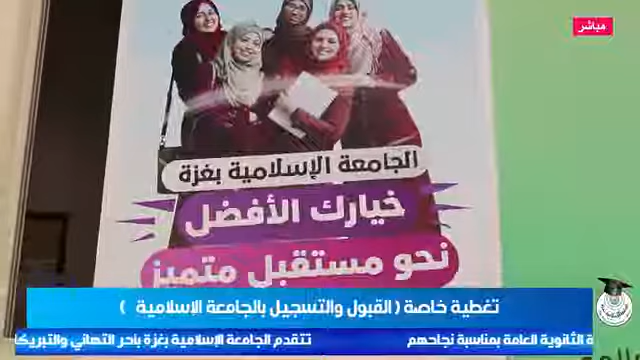 مباشر
الجامعة الإسلامية بغزة
خيارك الأفضل
نحو مستقبل متميز
تغطية خاصة ( القبول والتسجيل بالجامعة الإسلامية )
ة الثانوية العامة بمناسبة نجاحهم تتقدم الجامعة الإسلامية بغزة بأحر التهاني والتبريكا